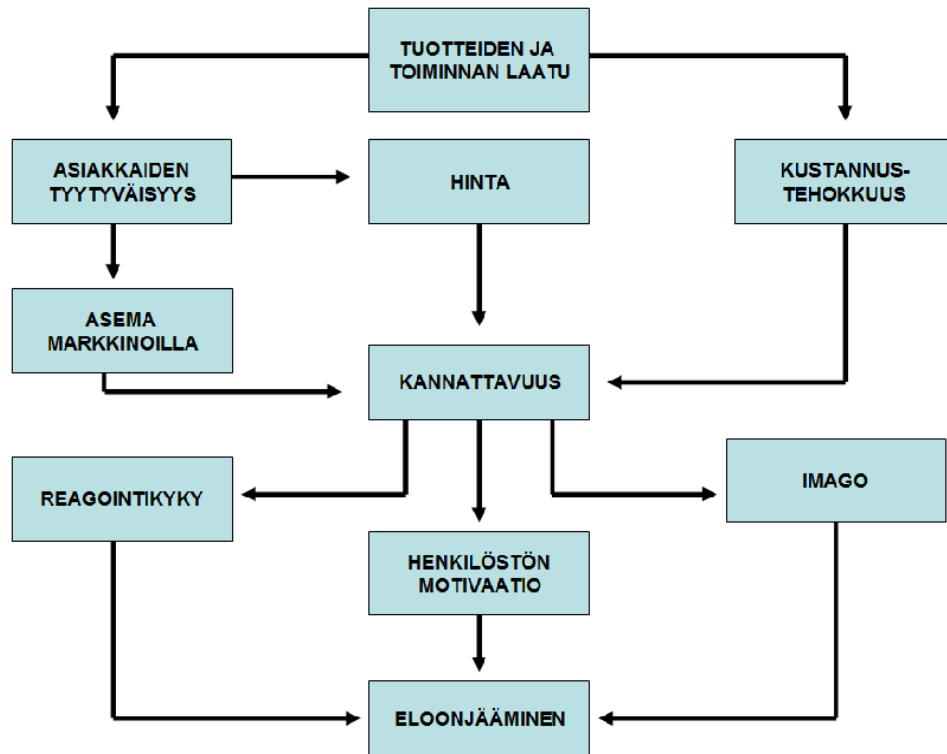 TUOTTEIDEN JA
TOIMINNAN LAATU
ASIAKKAIDEN
TYYTYVÄISYYS
HINTA
KUSTANNUS-
TEHOKKUUS
ASEMA
MARKKINOILLA
KANNATTAVUUS
REAGOINTIKYKY
IMAGO
HENKILÖSTÖN
MOTIVAATIO
ELOONJÄÄMINEN